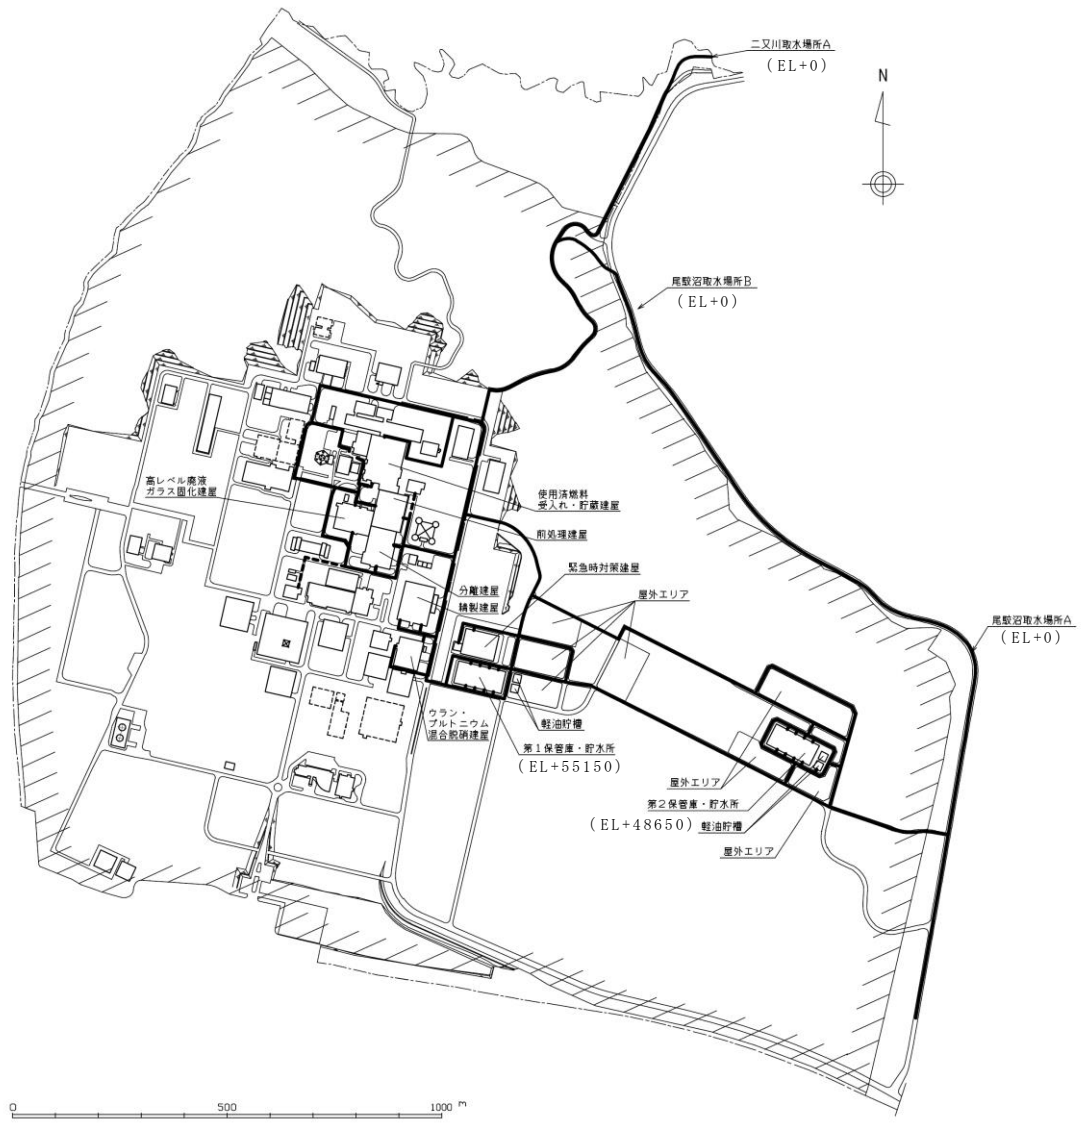 二又川取水場所A
(EL+0)
N
尾駮沼取水場所B
(EL+0)
高レベル廃液
ガラス固化建屋
使用済燃料
受入れ・貯蔵建屋
前処理建屋
緊急時対策建屋
分離建屋
屋外エリア
精製建屋
尾駮沼取水場所A
(EL+0)
ウラン・
プルトニウム
混合脱硝建屋
軽油貯槽
第1保管庫・貯水所
(EL+55150)
屋外エリア
第2保管庫・貯水所
(EL+48650)
軽油貯槽
屋外エリア
0 500 1000 m